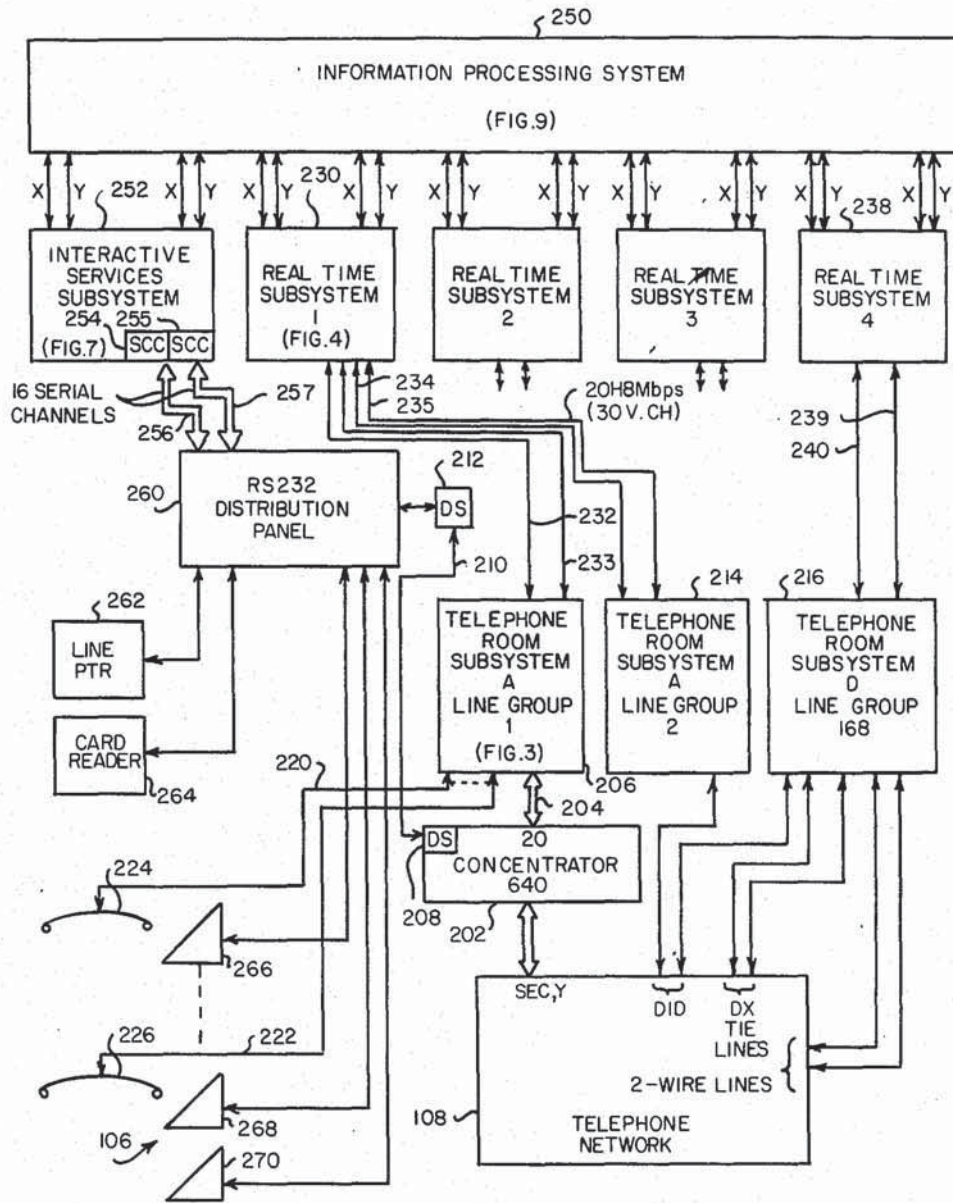 250
INFORMATION PROCESSING SYSTEM
(FIG.9)
X Y X Y X Y X Y X Y X Y X Y X Y X Y X Y
252
230
238
INTERACTIVE
SERVICES
SUBSYSTEM
254 255
(FIG.7) SCC SCC
REAL TIME
SUBSYSTEM
1
(FIG.4)
REAL TIME
SUBSYSTEM
2
REAL TIME
SUBSYSTEM
3
REAL TIME
SUBSYSTEM
4
16 SERIAL
CHANNELS
256
257
234
235
20H8Mbps
(30 V. CH)
239
240
260
RS232
DISTRIBUTION
PANEL
212
DS
210
232
233
214
216
262
LINE
PTR
CARD
READER
264
TELEPHONE
ROOM
SUBSYSTEM
A
LINE GROUP
1
(FIG.3)
TELEPHONE
ROOM
SUBSYSTEM
A
LINE GROUP
2
TELEPHONE
ROOM
SUBSYSTEM
D
LINE GROUP
168
220
206
204
DS
20
CONCENTRATOR
640
208
202
224
266
SEC,Y
DID
DX
TIE
LINES
2-WIRE LINES
226
222
268
106
270
108
TELEPHONE
NETWORK